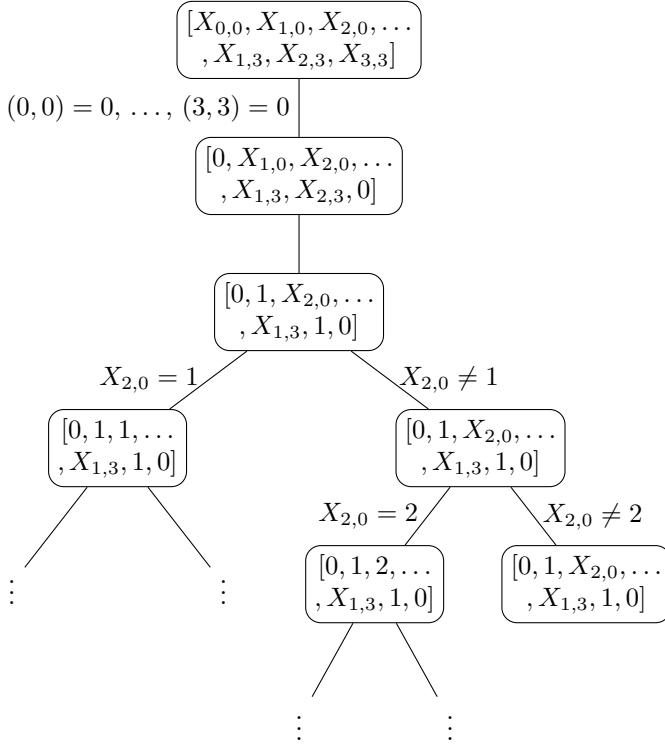 [X_{0,0}, X_{1,0}, X_{2,0}, …
, X_{1,3}, X_{2,3}, X_{3,3}]
(0, 0) = 0, …, (3, 3) = 0
[0, X_{1,0}, X_{2,0}, …
, X_{1,3}, X_{2,3}, 0]
[0, 1, X_{2,0}, …
, X_{1,3}, 1, 0]
X_{2,0} = 1
X_{2,0} ≠ 1
[0, 1, 1, …
, X_{1,3}, 1, 0]
[0, 1, X_{2,0}, …
, X_{1,3}, 1, 0]
X_{2,0} = 2
X_{2,0} ≠ 2
⋮
⋮
[0, 1, 2, …
, X_{1,3}, 1, 0]
[0, 1, X_{2,0}, …
, X_{1,3}, 1, 0]
⋮
⋮